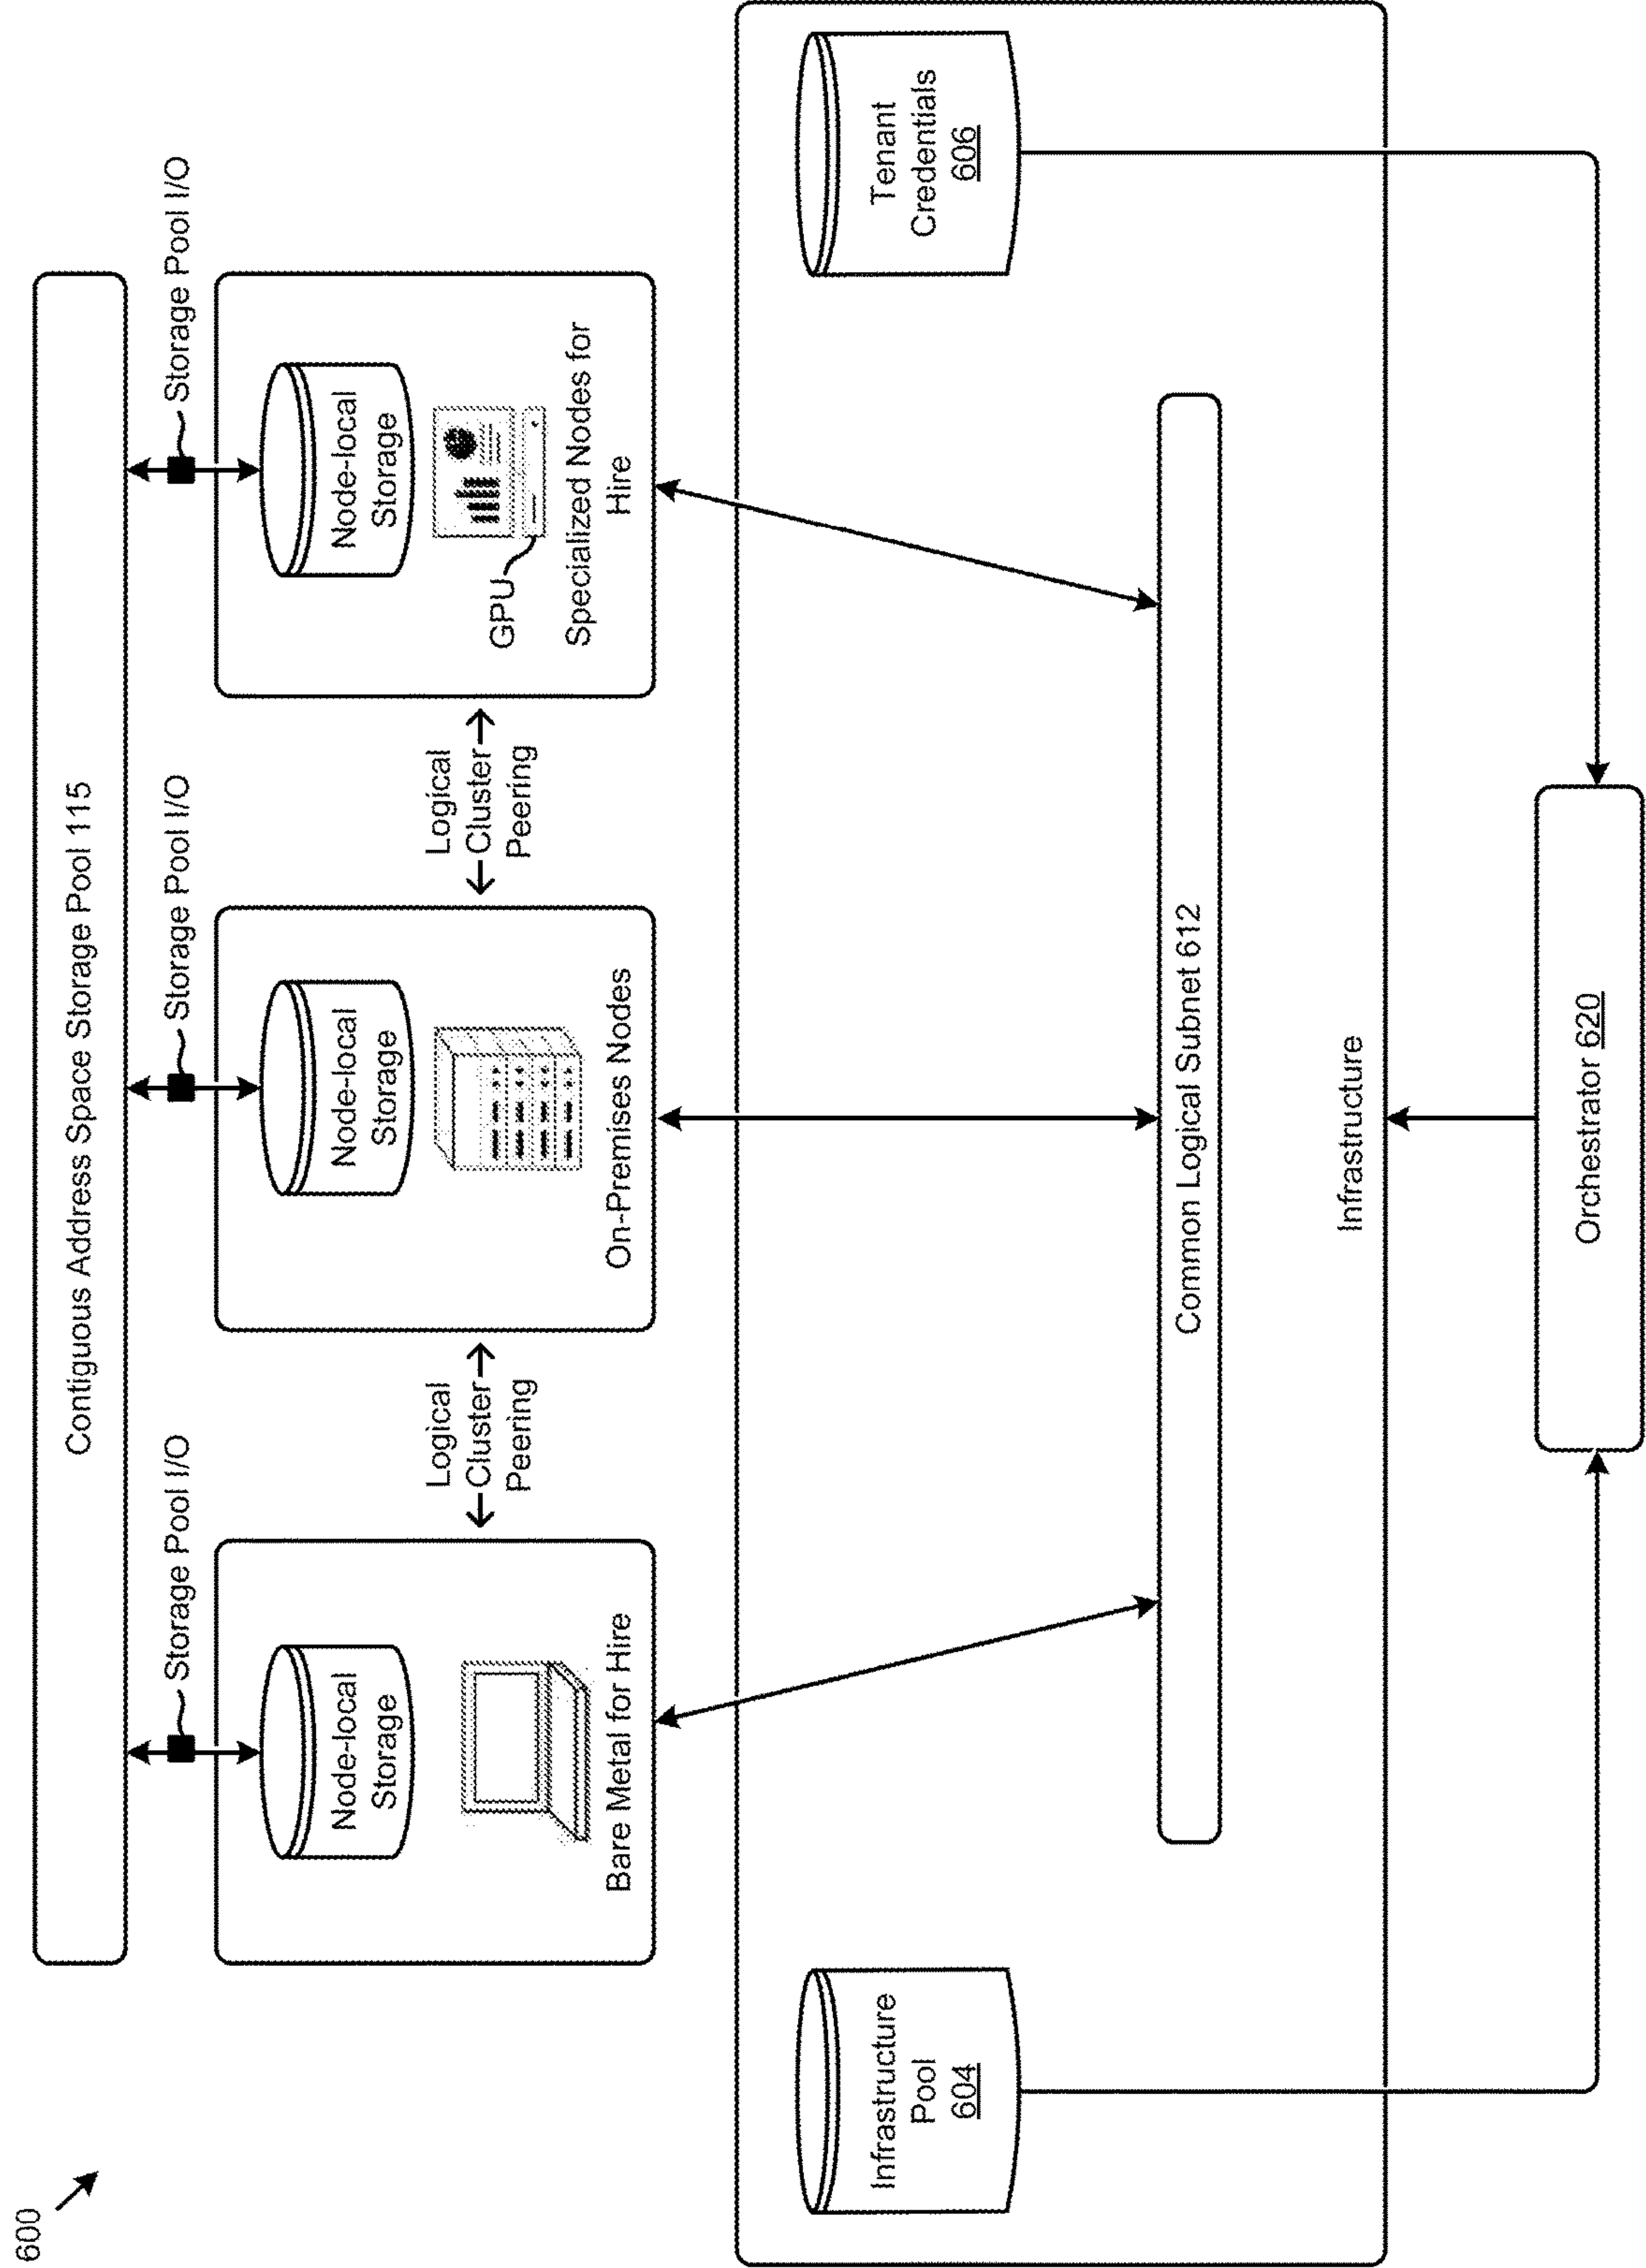 600
Contiguous Address Space Storage Pool 115
Storage Pool I/O
Storage Pool I/O
Storage Pool I/O
Node-local
Storage
Bare Metal for Hire
Logical
Cluster
Peering
Node-local
Storage
On-Premises Nodes
Logical
Cluster
Peering
Node-local
Storage
GPU
Specialized Nodes for
Hire
Infrastructure
Pool
604
Tenant
Credentials
606
Common Logical Subnet 612
Infrastructure
Orchestrator 620